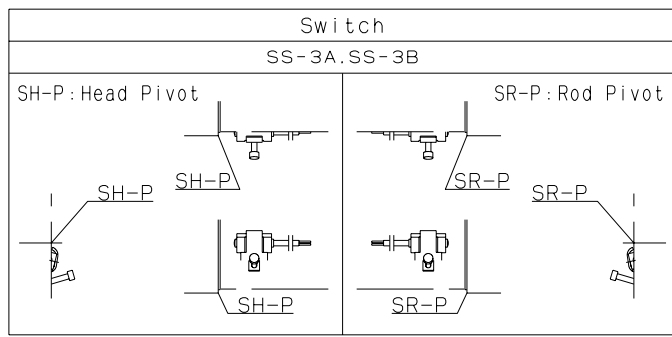 Switch
SS-3A.SS-3B
SH-P:Head Pivot
SR-P:Rod Pivot
SH-P
SH-P
SR-P
SR-P
SH-P
SR-P